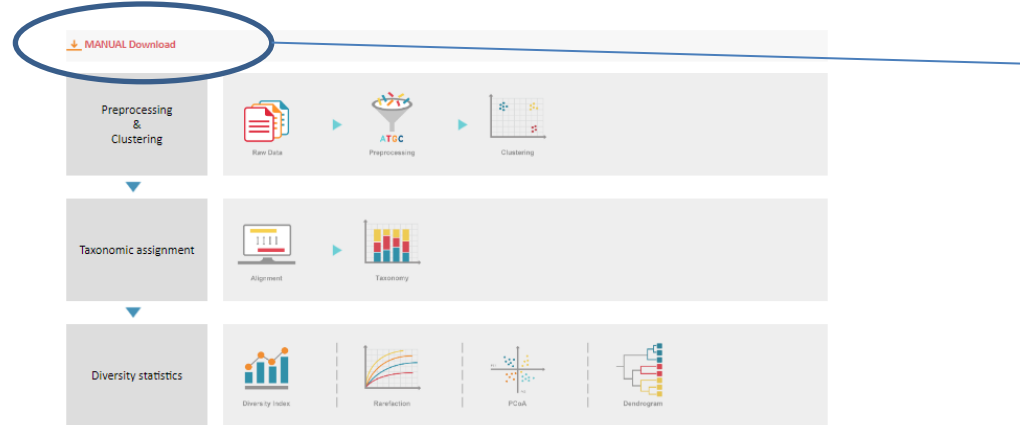 MANUAL Download
Preprocessing
&
Clustering
Raw Data
ATGC
Preprocessing
Clustering
Taxonomic assignment
Alignment
Taxonomy
Diversity statistics
Diversity Index
Rarefaction
PCoA
Dendrogram